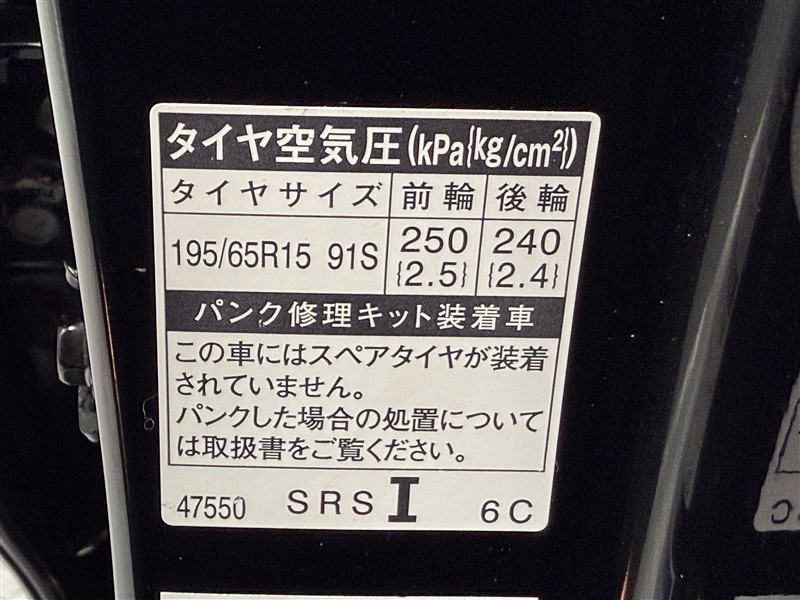 タイヤ空気圧(kPa{kg/cm²})
タイヤサイズ 前輪 後輪
195/65R15 91S 250 240
{2.5} {2.4}
パンク修理キット装着車
この車にはスペアタイヤが装着
されていません。
パンクした場合の処置について
は取扱書をご覧ください。
47550 SRS I 6C